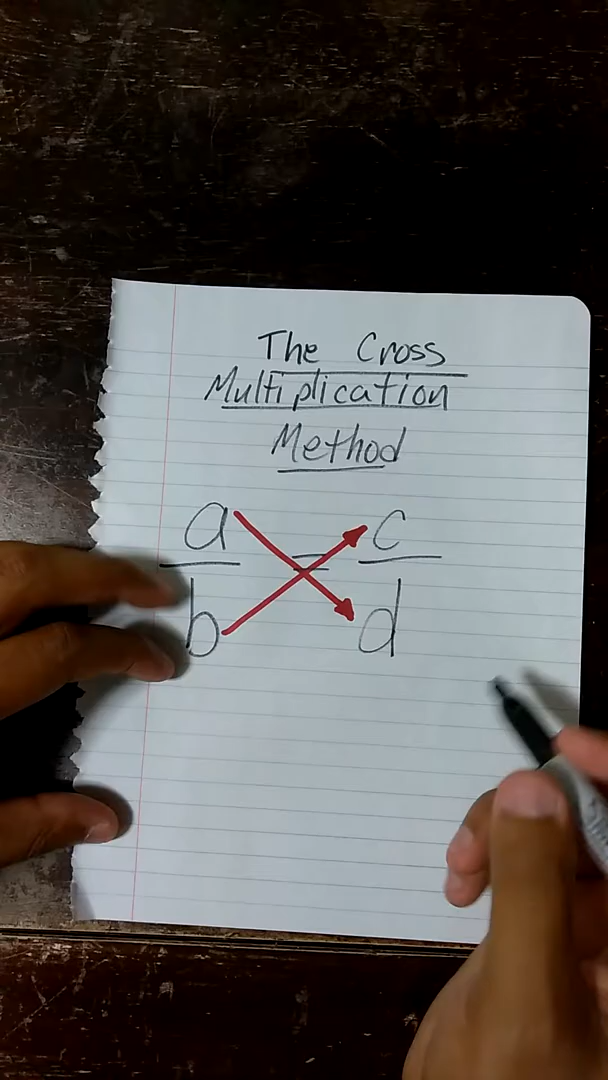 The Cross
Multiplication
Method
a = c
b d